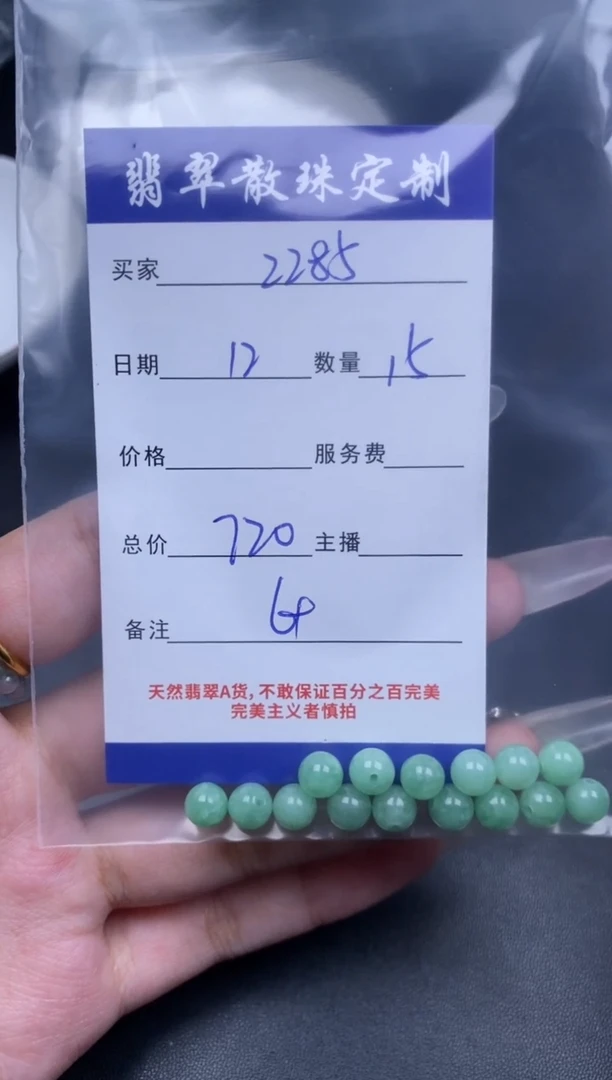 翡翠散珠定制
买家 2285
日期 12 数量 15
价格 服务费
总价 720 主播
备注
天然翡翠A货,不敢保证百分之百完美
完美主义者慎拍